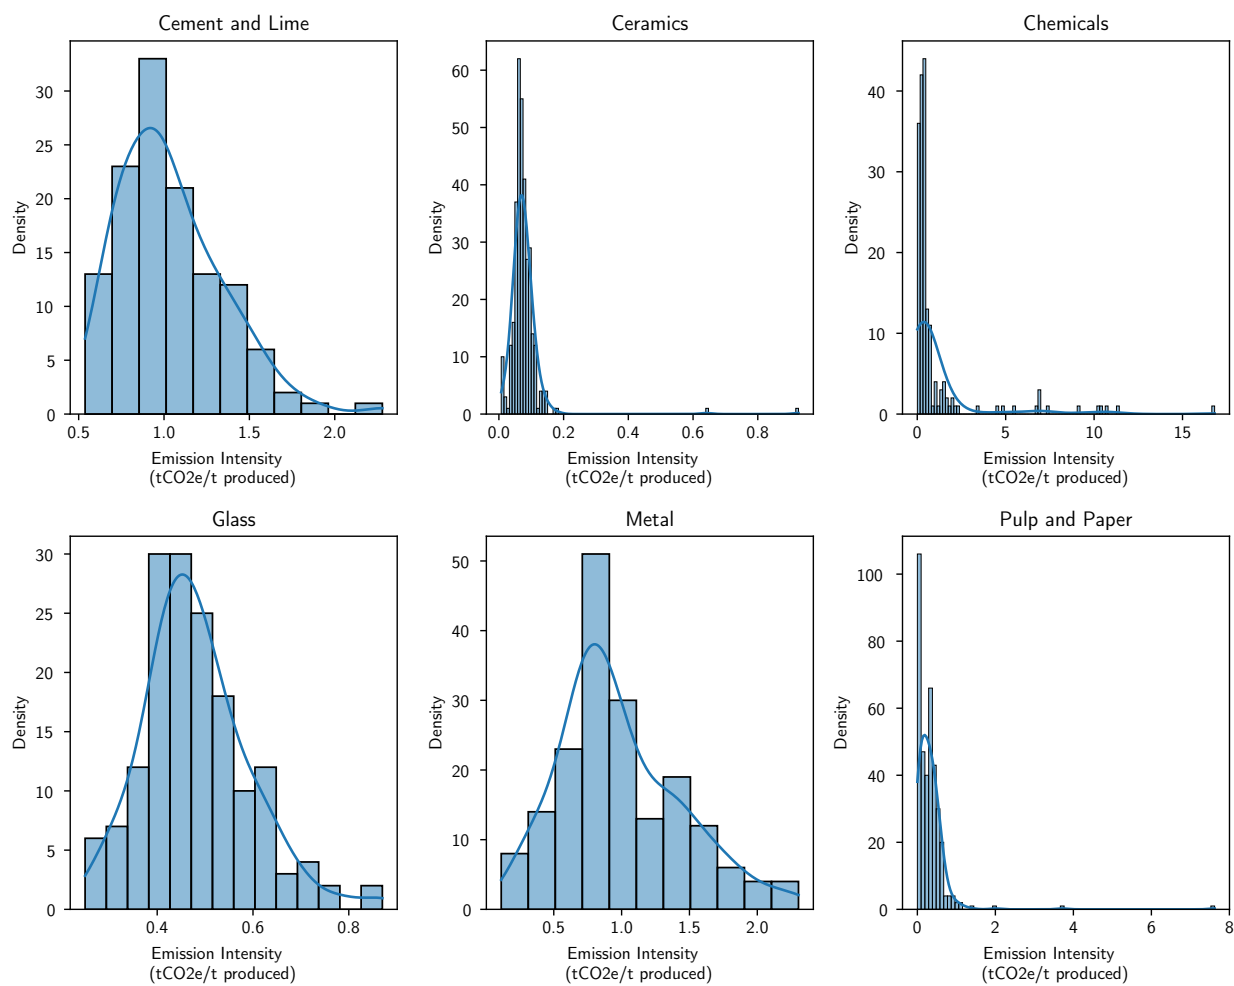 Cement and Lime
Density
0
5
10
15
20
25
30
0.5
1.0
1.5
2.0
Emission Intensity
(tCO2e/t produced)
Ceramics
Density
0
10
20
30
40
50
60
0.0
0.2
0.4
0.6
0.8
Emission Intensity
(tCO2e/t produced)
Chemicals
Density
0
10
20
30
40
0
5
10
15
Emission Intensity
(tCO2e/t produced)
Glass
Density
0
5
10
15
20
25
30
0.4
0.6
0.8
Emission Intensity
(tCO2e/t produced)
Metal
Density
0
10
20
30
40
50
0.5
1.0
1.5
2.0
Emission Intensity
(tCO2e/t produced)
Pulp and Paper
Density
0
20
40
60
80
100
0
2
4
6
8
Emission Intensity
(tCO2e/t produced)